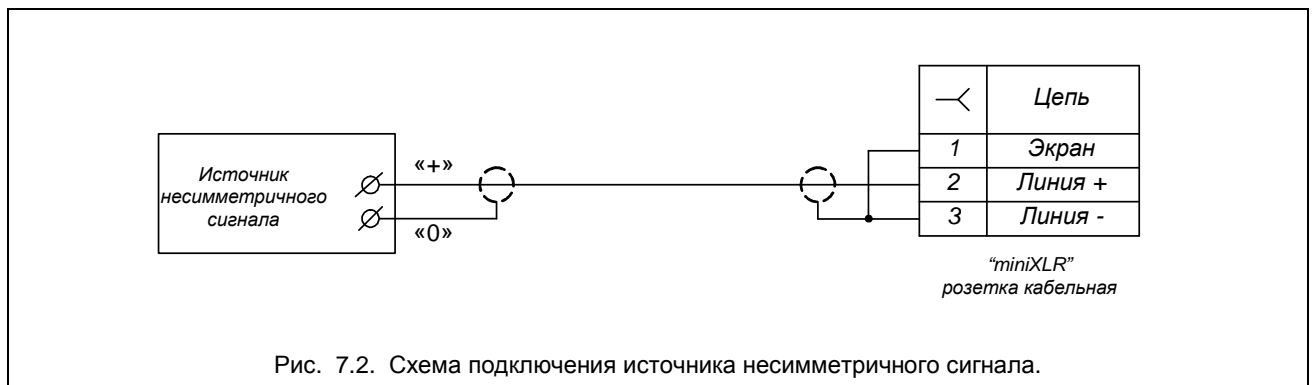 Цепь
1 Экран
«+»
Источник
несимметричного
сигнала
2 Линия +
«0»
3 Линия -
“miniXLR”
розетка кабельная
Рис. 7.2. Схема подключения источника несимметричного сигнала.